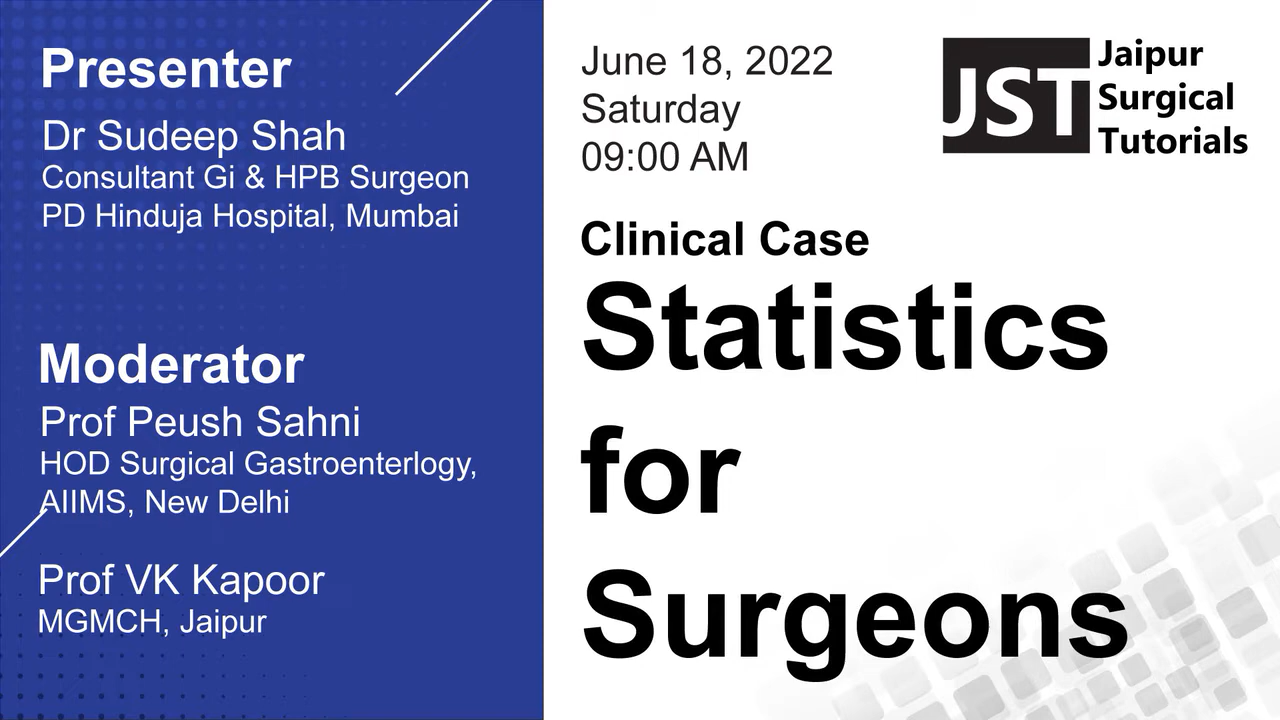 Presenter
Dr Sudeep Shah
Consultant Gi & HPB Surgeon
PD Hinduja Hospital, Mumbai
Moderator
Prof Peush Sahni
HOD Surgical Gastroenterlogy,
AIIMS, New Delhi
Prof VK Kapoor
MGMCH, Jaipur
June 18, 2022
Saturday
09:00 AM
JST
Jaipur
Surgical
Tutorials
Clinical Case
Statistics
for
Surgeons